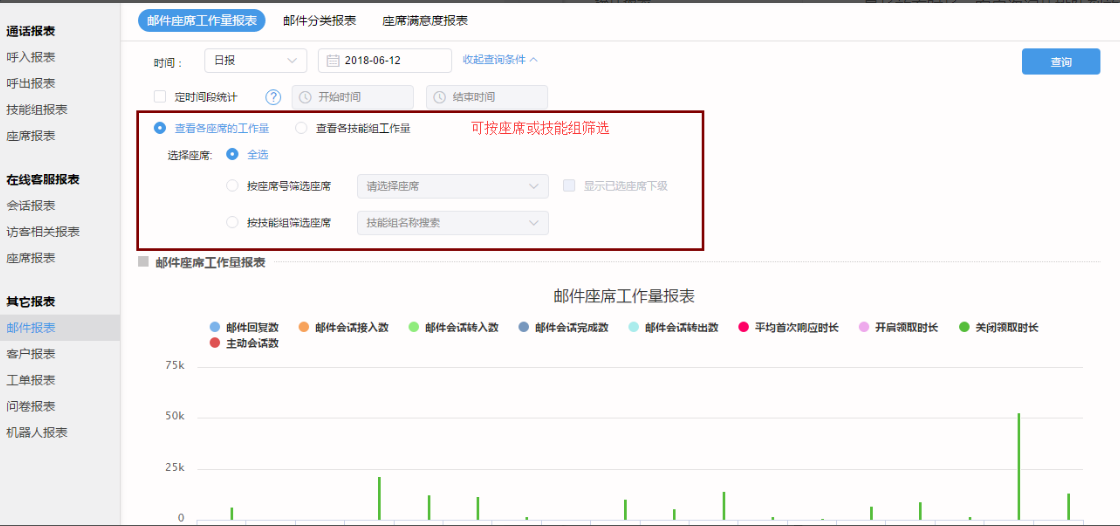 邮件座席工作量报表 邮件分类报表 座席满意度报表
通话报表
呼入报表
呼出报表
技能组报表
座席报表
在线客服报表
会话报表
访客相关报表
座席报表
其它报表
邮件报表
客户报表
工单报表
问卷报表
机器人报表
时间： 日报 2018-06-12 收起查询条件 查询
定时间段统计 ? 开始时间 结束时间
查看各座席的工作量 查看各技能组工作量 可按座席或技能组筛选
选择座席: 全选
按座席号筛选座席 请选择座席 显示已选座席下级
按技能组筛选座席 技能组名称搜索
邮件座席工作量报表
邮件座席工作量报表
邮件回复数 邮件会话接入数 邮件会话转入数 邮件会话完成数 邮件会话转出数 平均首次响应时长 开启领取时长 关闭领取时长
主动会话数
75k
50k
25k
0